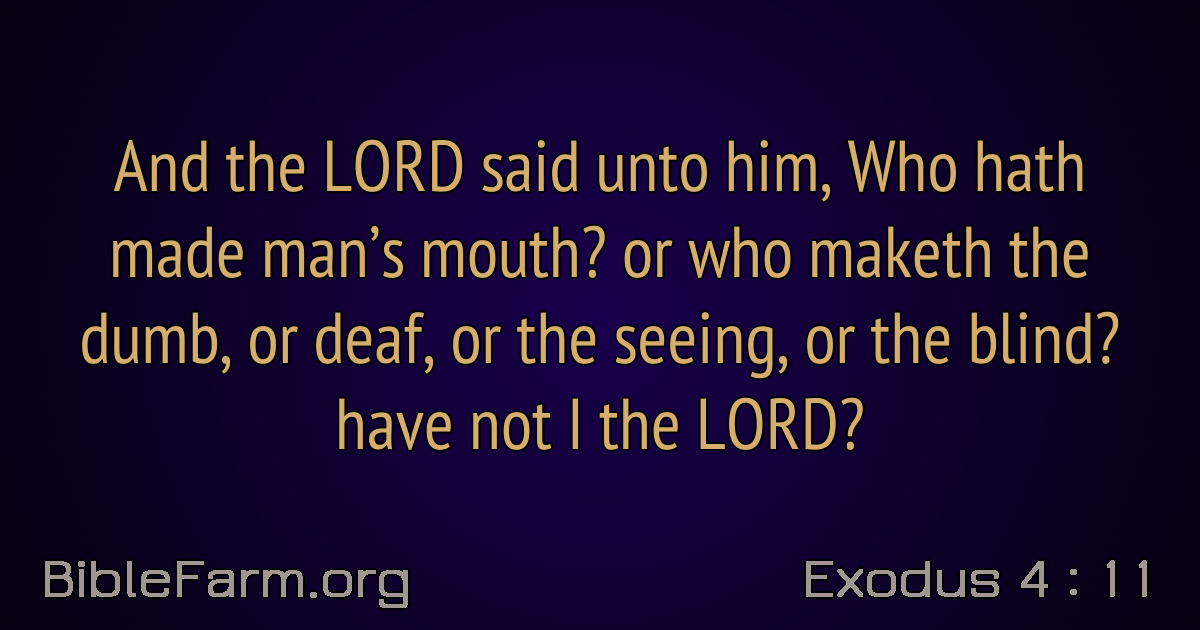 And the LORD said unto him, Who hath
made man’s mouth? or who maketh the
dumb, or deaf, or the seeing, or the blind?
have not I the LORD?
BibleFarm.org
Exodus 4 : 11